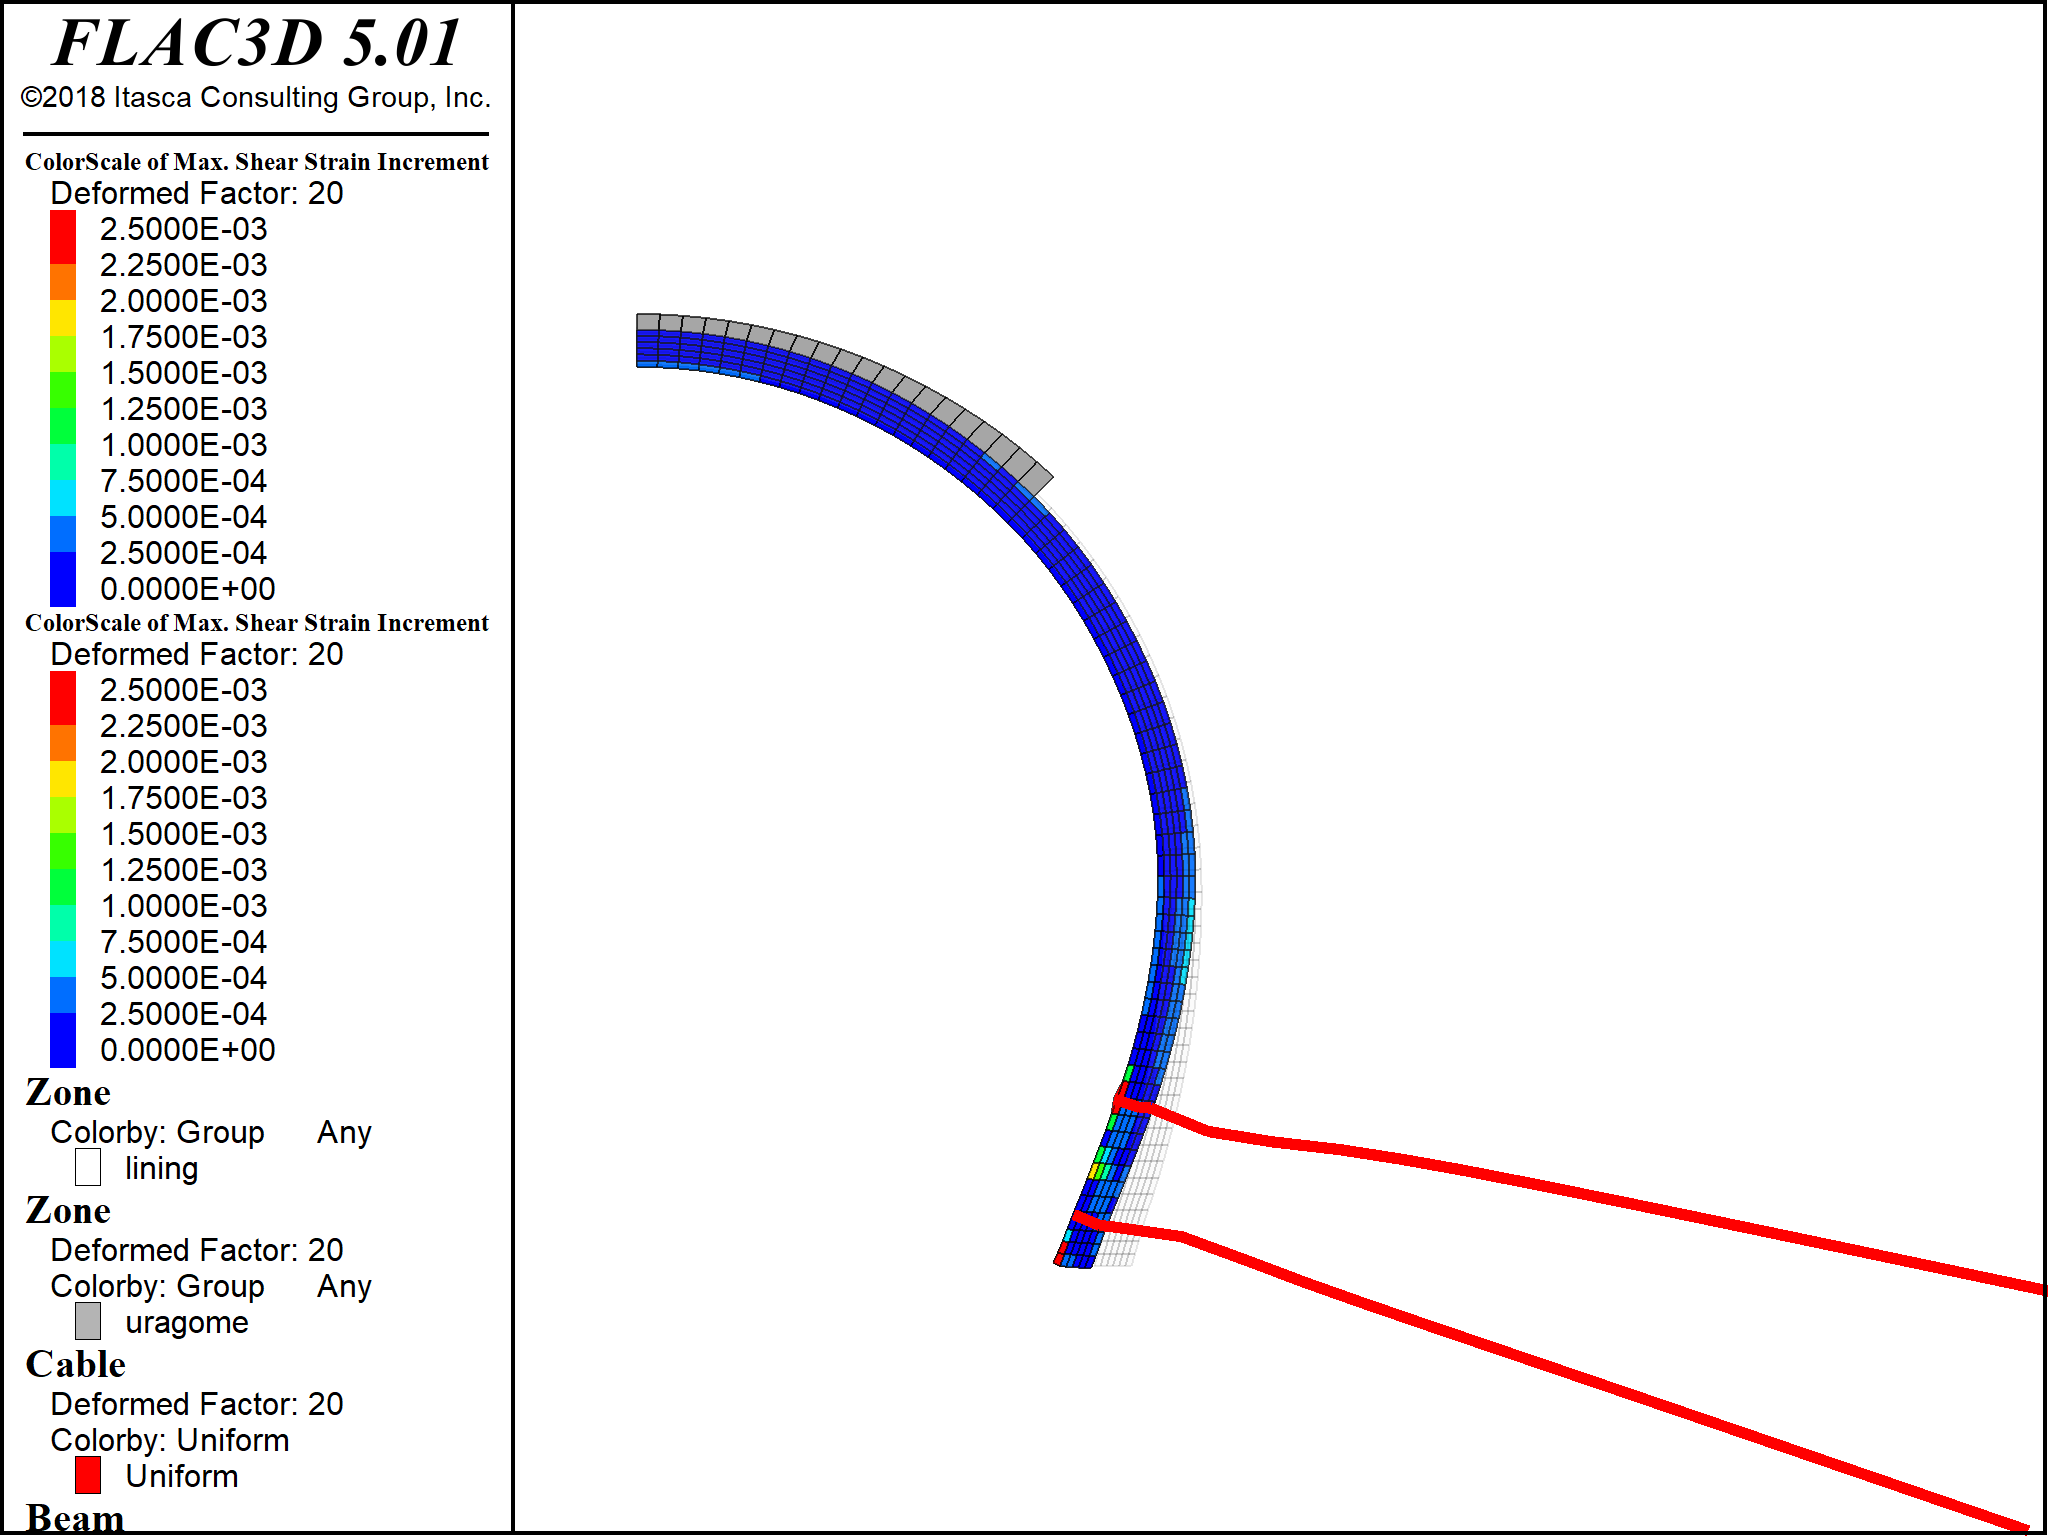 FLAC3D 5.01
©2018 Itasca Consulting Group, Inc.
ColorScale of Max. Shear Strain Increment
Deformed Factor: 20
2.5000E-03
2.2500E-03
2.0000E-03
1.7500E-03
1.5000E-03
1.2500E-03
1.0000E-03
7.5000E-04
5.0000E-04
2.5000E-04
0.0000E+00
ColorScale of Max. Shear Strain Increment
Deformed Factor: 20
2.5000E-03
2.2500E-03
2.0000E-03
1.7500E-03
1.5000E-03
1.2500E-03
1.0000E-03
7.5000E-04
5.0000E-04
2.5000E-04
0.0000E+00
Zone
Colorby: Group Any
lining
Zone
Deformed Factor: 20
Colorby: Group Any
uragome
Cable
Deformed Factor: 20
Colorby: Uniform
Uniform
Beam